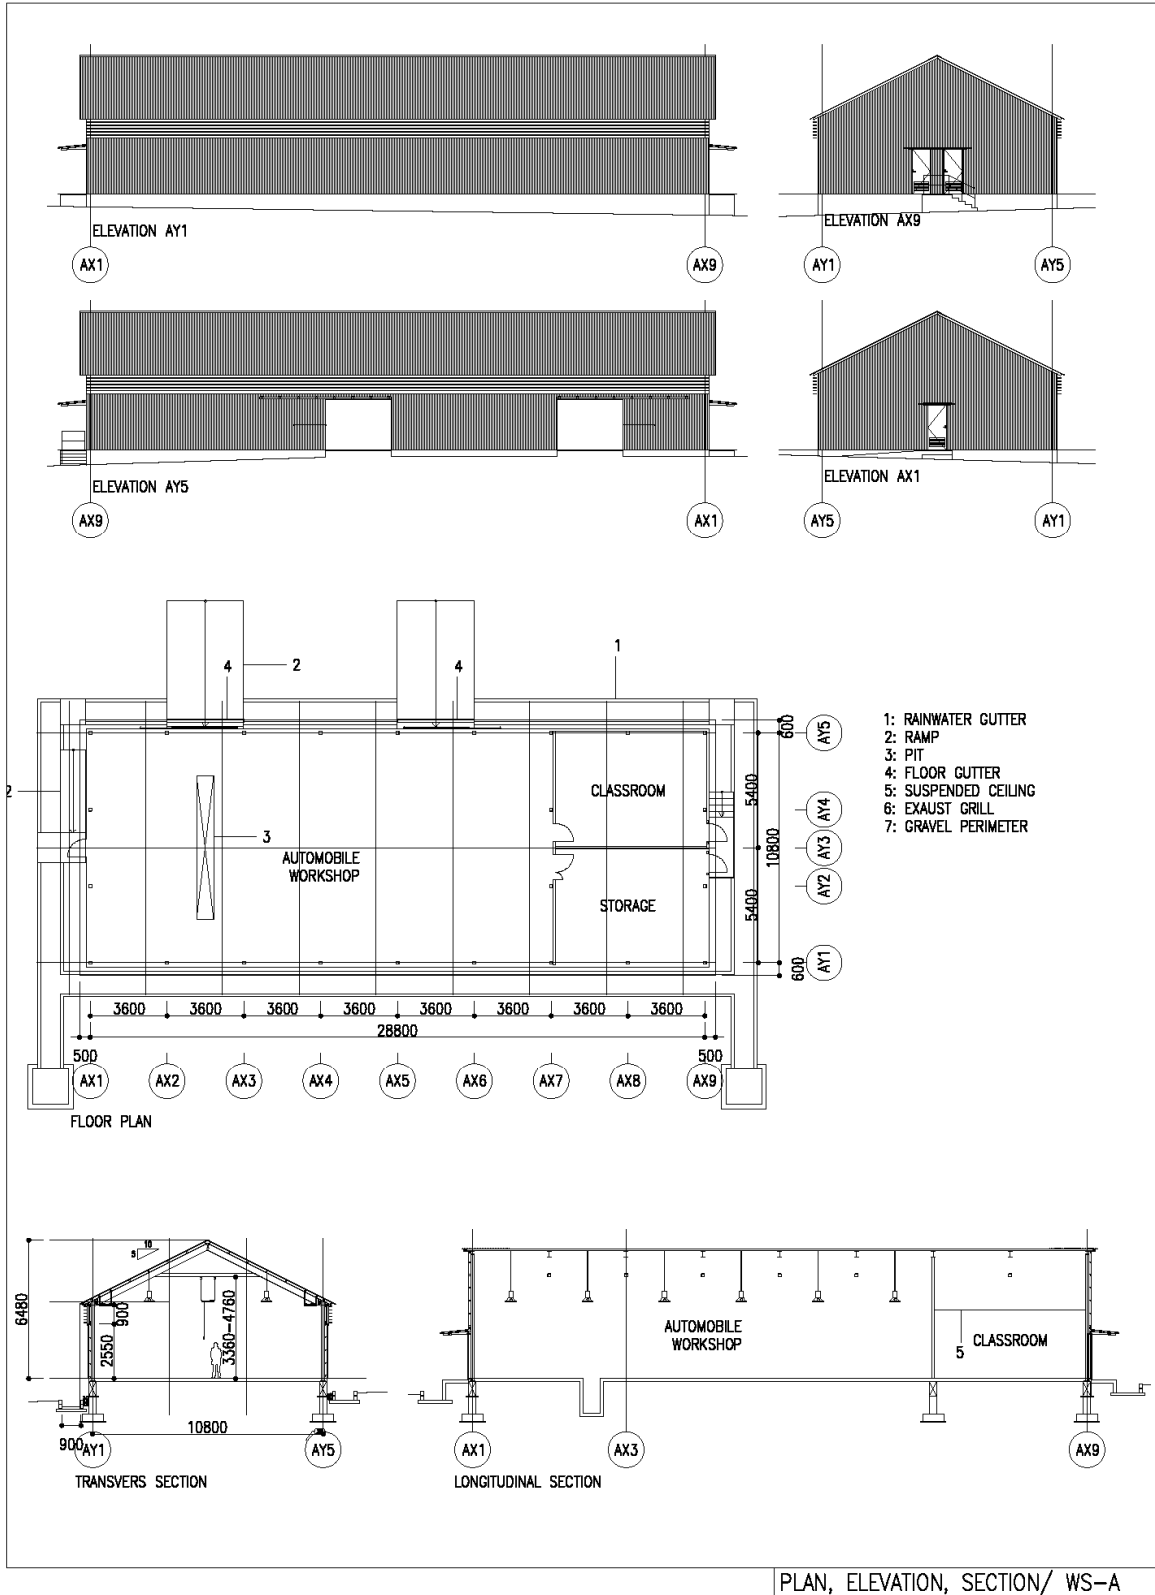 ELEVATION AY1
AX1
AX9
ELEVATION AX9
AY1
AY5
ELEVATION AY5
AX9
AX1
ELEVATION AX1
AY5
AY1
1
4
2
4
2
3
CLASSROOM
AUTOMOBILE
WORKSHOP
STORAGE
600
5400
10800
5400
600
AY5
AY4
AY3
AY2
AY1
1: RAINWATER GUTTER
2: RAMP
3: PIT
4: FLOOR GUTTER
5: SUSPENDED CEILING
6: EXAUST GRILL
7: GRAVEL PERIMETER
3600 3600 3600 3600 3600 3600 3600 3600
28800
500 500
AX1 AX2 AX3 AX4 AX5 AX6 AX7 AX8 AX9
FLOOR PLAN
10
5
6480
900
2550
3360-4760
10800
900
AY1
AY5
TRANSVERS SECTION
AUTOMOBILE
WORKSHOP
5
CLASSROOM
AX1
AX3
AX9
LONGITUDINAL SECTION
PLAN, ELEVATION, SECTION/ WS-A